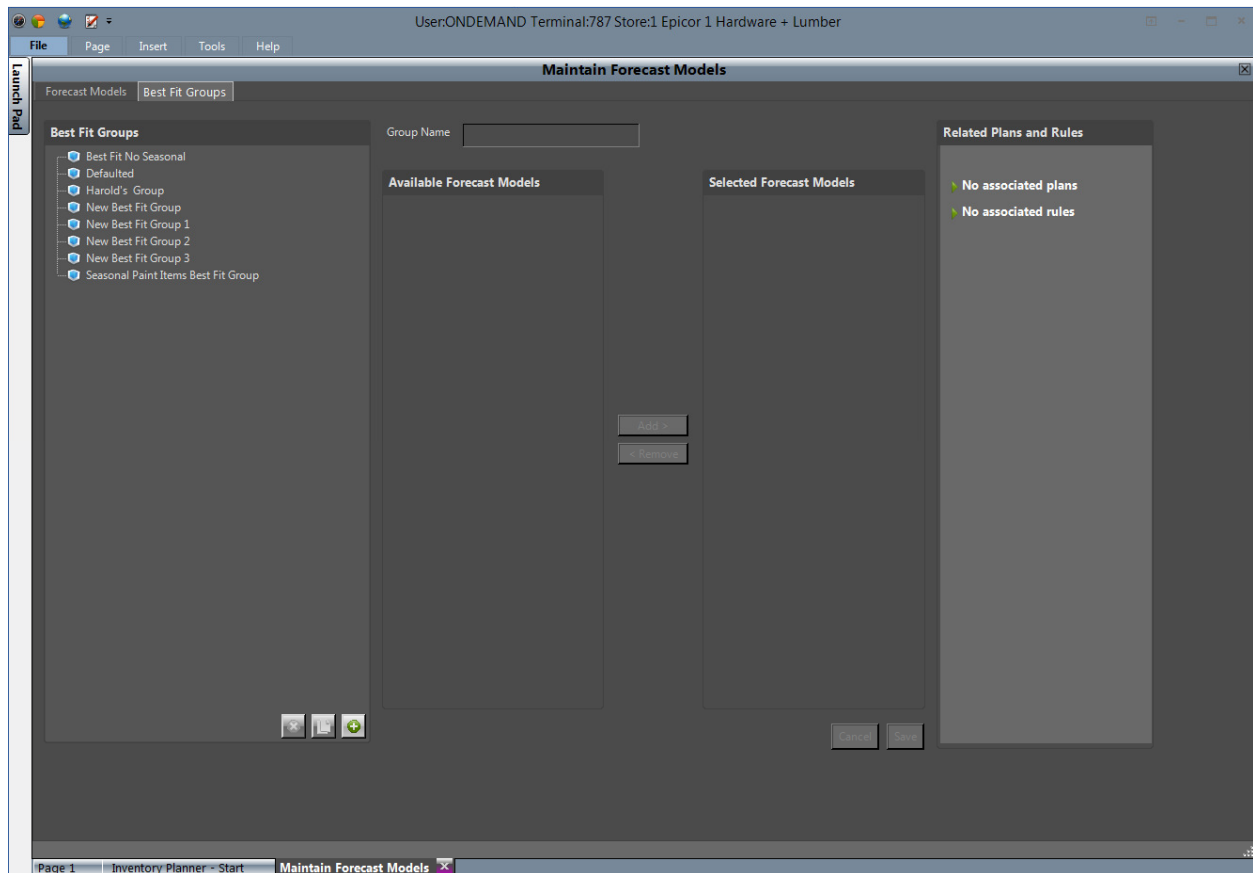 User:ONDEMAND Terminal:787 Store:1 Epicor 1 Hardware + Lumber
File Page Insert Tools Help
Launch Pad
Maintain Forecast Models
Forecast Models Best Fit Groups
Best Fit Groups
Group Name
Related Plans and Rules
Best Fit No Seasonal
Defaulted
Harold's Group
New Best Fit Group
New Best Fit Group 1
New Best Fit Group 2
New Best Fit Group 3
Seasonal Paint Items Best Fit Group
Available Forecast Models
Selected Forecast Models
No associated plans
No associated rules
Add >
< Remove
Cancel Save
Page 1 Inventory Planner - Start Maintain Forecast Models